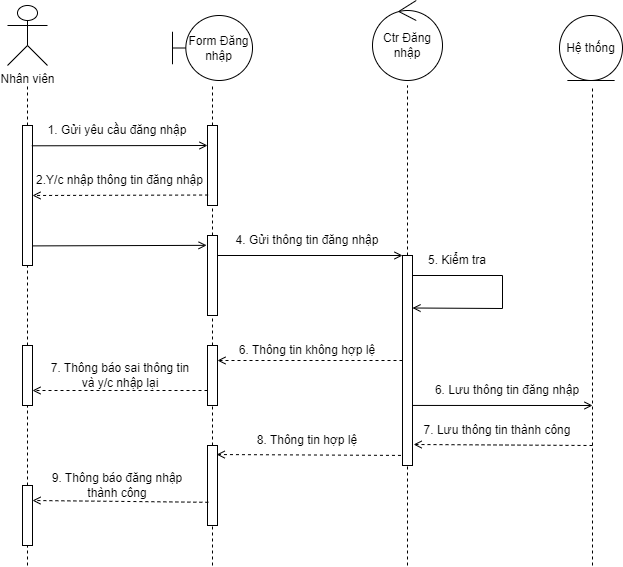 Nhân viên
Form Đăng
nhập
Ctr Đăng
nhập
Hệ thống
1. Gửi yêu cầu đăng nhập
2.Y/c nhập thông tin đăng nhập
4. Gửi thông tin đăng nhập
5. Kiểm tra
6. Thông tin không hợp lệ
7. Thông báo sai thông tin
và y/c nhập lại
6. Lưu thông tin đăng nhập
7. Lưu thông tin thành công
8. Thông tin hợp lệ
9. Thông báo đăng nhập
thành công